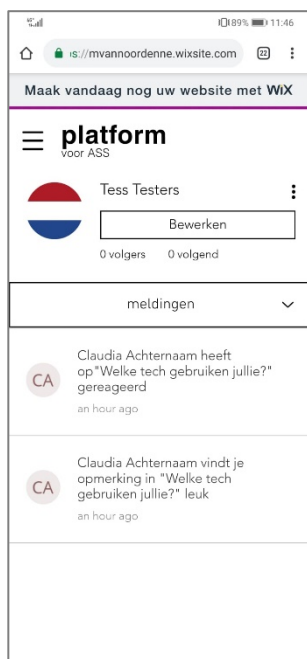 89% 11:46
is://mvannoordenne.wixsite.com 22
Maak vandaag nog uw website met WiX
platform
voor ASS
Tess Testers
Bewerken
0 volgers 0 volgend
meldingen
CA
Claudia Achternaam heeft
op"Welke tech gebruiken jullie?"
gereageerd
an hour ago
CA
Claudia Achternaam vindt je
opmerking in "Welke tech
gebruiken jullie?" leuk
an hour ago